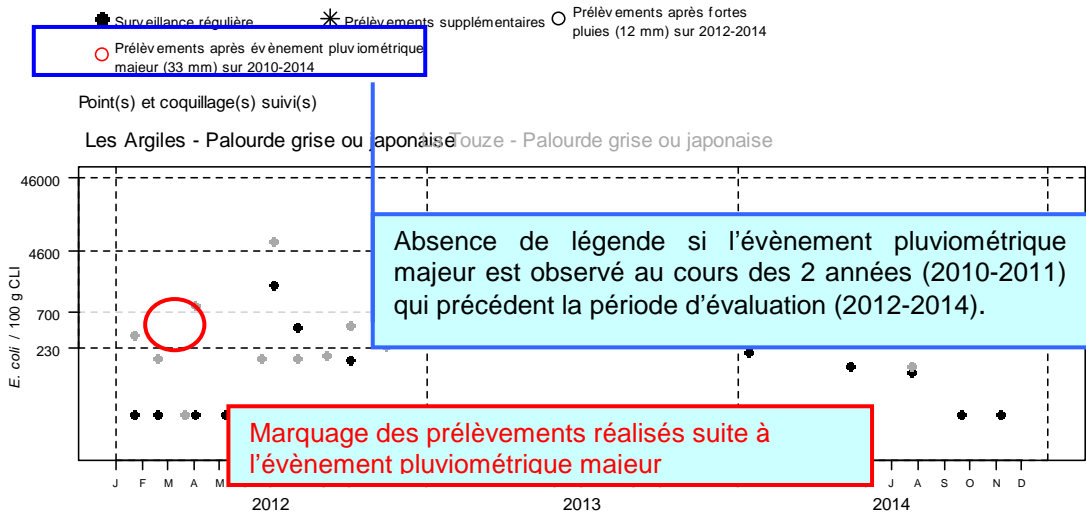 Surveillance régulière
Prélèvements supplémentaires
Prélèvements après fortes
pluies (12 mm) sur 2012-2014
Prélèvements après évènement pluviométrique
majeur (33 mm) sur 2010-2014
Point(s) et coquillage(s) suivi(s)
Les Argiles - Palourde grise ou japonaise
Touze - Palourde grise ou japonaise
46000
4600
700
230
E. coli / 100 g CLI
Absence de légende si l'évènement pluviométrique
majeur est observé au cours des 2 années (2010-2011)
qui précédent la période d'évaluation (2012-2014).
Marquage des prélèvements réalisés suite à
l'évènement pluviométrique majeur
J F M A M
J A S O N D
2012
2013
2014